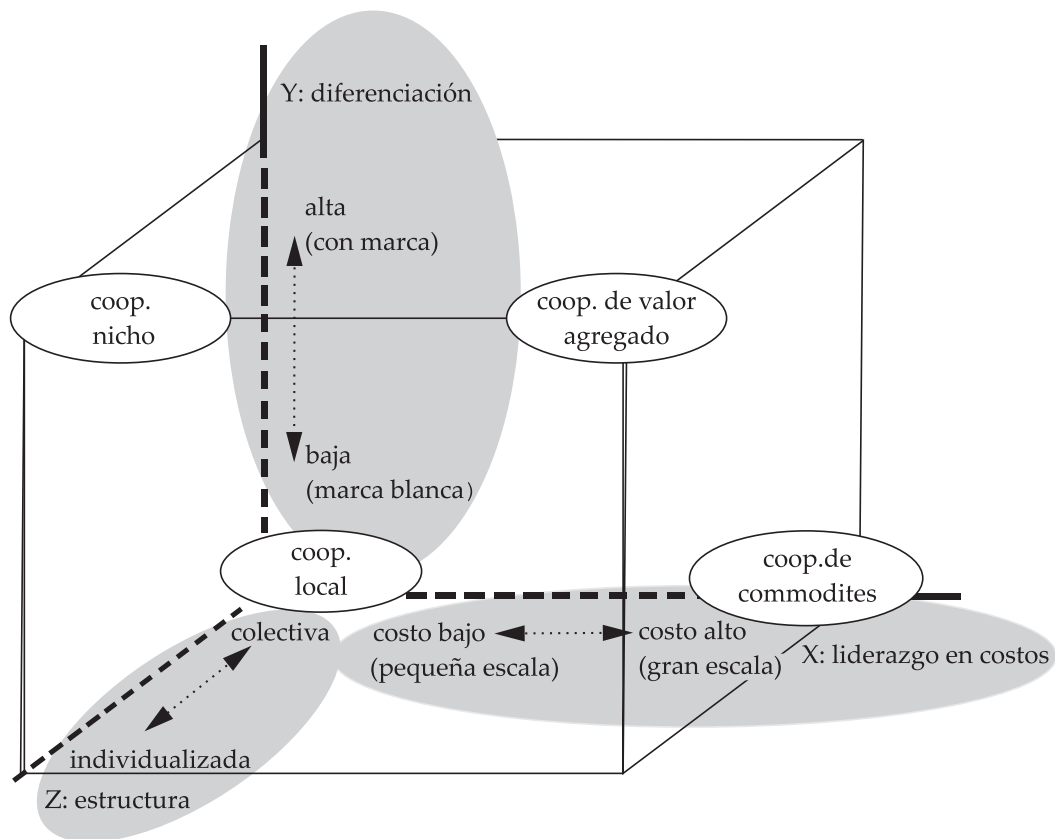 Y: diferenciación
alta
(con marca)
coop.
nicho
coop. de valor
agregado
baja
(marca blanca)
coop.
local
coop.de
commodites
colectiva
costo bajo
(pequeña escala)
costo alto
(gran escala)
X: liderazgo en costos
individualizada
Z: estructura